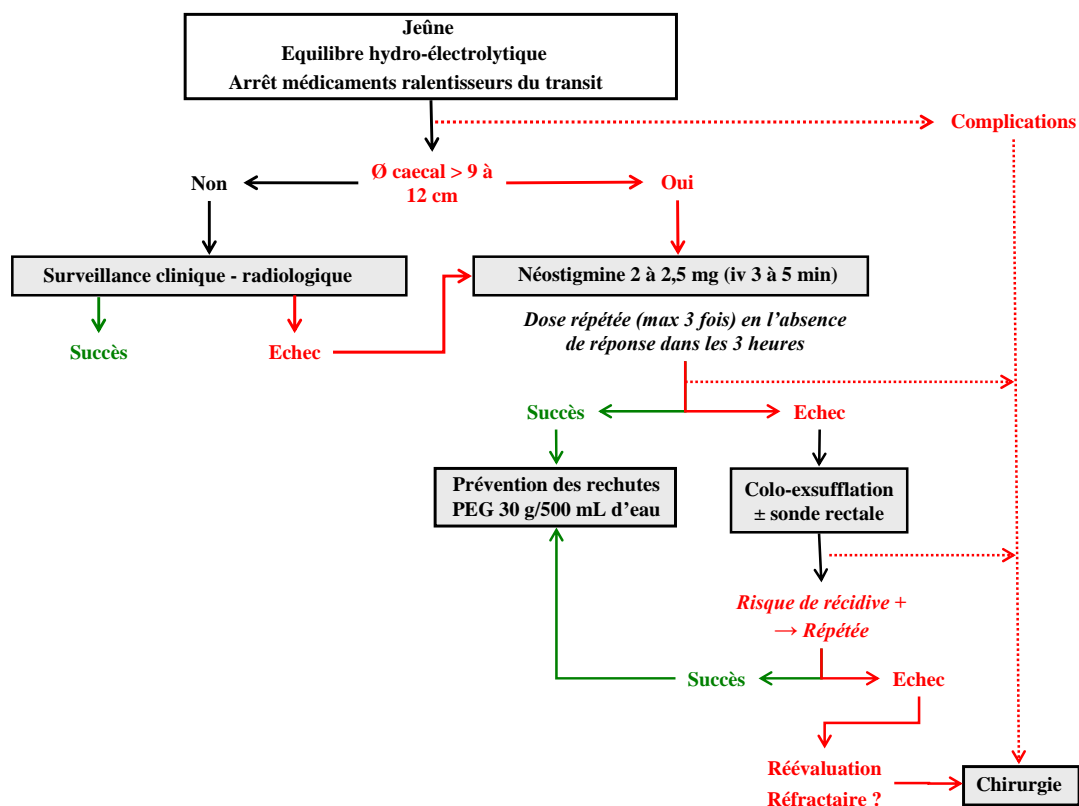 Jeûne
Equilibre hydro-électrolytique
Arrêt médicaments ralentisseurs du transit
Complications
Ø caecal > 9 à
12 cm
Non
Oui
Surveillance clinique - radiologique
Néostigmine 2 à 2,5 mg (iv 3 à 5 min)
Dose répétée (max 3 fois) en l’absence
de réponse dans les 3 heures
Succès
Echec
Succès
Echec
Prévention des rechutes
PEG 30 g/500 mL d’eau
Colo-exsufflation
± sonde rectale
Risque de récidive +
→ Répétée
Succès
Echec
Réévaluation
Réfractaire ?
Chirurgie